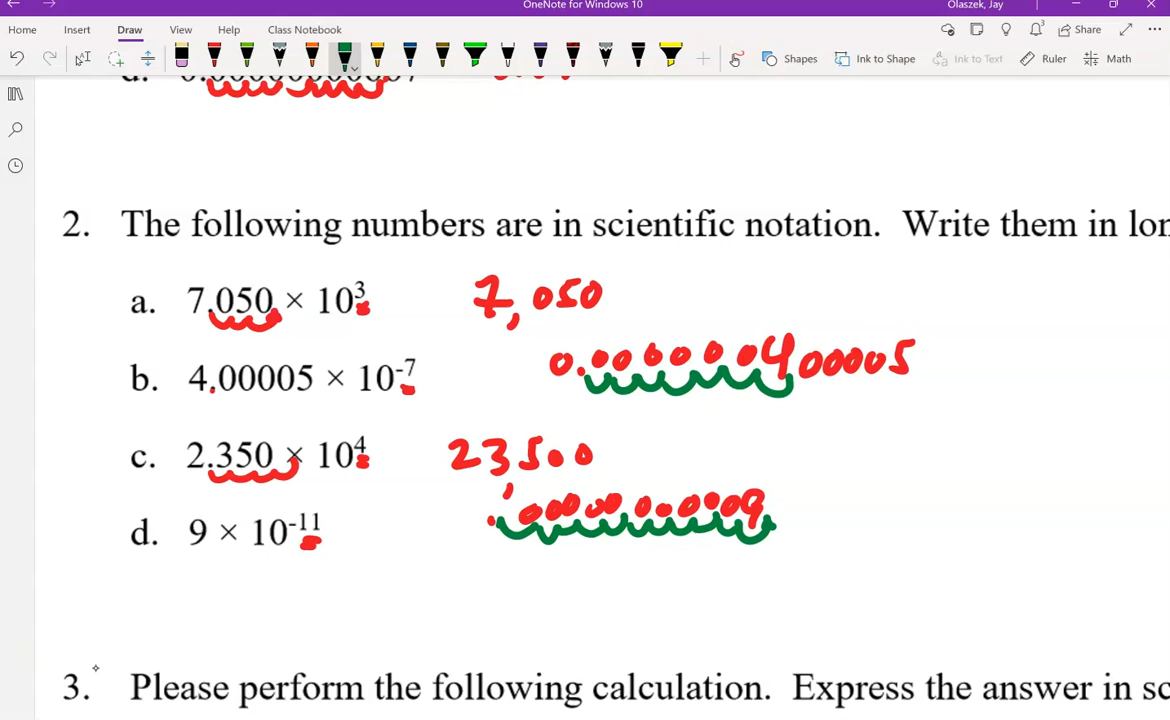 OneNote for Windows 10
Olaszek, Jay
Home Insert Draw View Help Class Notebook
3 Share
Shapes Ink to Shape Ink to Text Ruler Math
2. The following numbers are in scientific notation. Write them in lon
a. 7.050 × 10³ 7,050
b. 4.00005 × 10⁻⁷ 0.000000400005
c. 2.350 × 10⁴ 23,500
d. 9 × 10⁻¹¹
3. Please perform the following calculation. Express the answer in sc